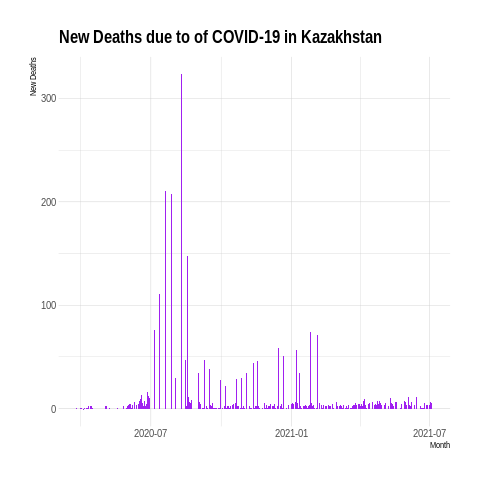 New Deaths due to of COVID-19 in Kazakhstan
New Deaths
300
200
100
0
2020-07
2021-01
2021-07
Month